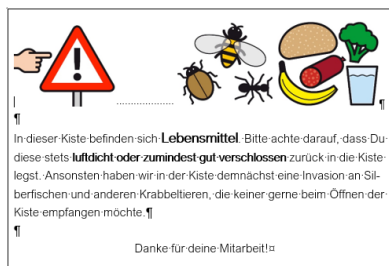 In dieser Kiste befinden sich Lebensmittel. Bitte achte darauf, dass Du
diese stets luftdicht oder zumindest gut verschlossen zurück in die Kiste
legst. Ansonsten haben wir in der Kiste demnächst eine Invasion an Sil-
berfischen und anderen Krabbeltieren, die keiner gerne beim Öffnen der
Kiste empfangen möchte.¶
Danke für deine Mitarbeit!¤